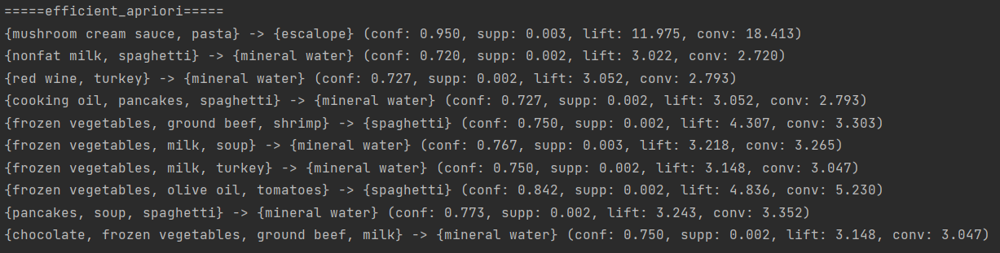 =====efficient_apriori=====
{mushroom cream sauce, pasta} -> {escalope} (conf: 0.950, supp: 0.003, lift: 11.975, conv: 18.413)
{nonfat milk, spaghetti} -> {mineral water} (conf: 0.720, supp: 0.002, lift: 3.022, conv: 2.720)
{red wine, turkey} -> {mineral water} (conf: 0.727, supp: 0.002, lift: 3.052, conv: 2.793)
{cooking oil, pancakes, spaghetti} -> {mineral water} (conf: 0.727, supp: 0.002, lift: 3.052, conv: 2.793)
{frozen vegetables, ground beef, shrimp} -> {spaghetti} (conf: 0.750, supp: 0.002, lift: 4.307, conv: 3.303)
{frozen vegetables, milk, soup} -> {mineral water} (conf: 0.767, supp: 0.003, lift: 3.218, conv: 3.265)
{frozen vegetables, milk, turkey} -> {mineral water} (conf: 0.750, supp: 0.002, lift: 3.148, conv: 3.047)
{frozen vegetables, olive oil, tomatoes} -> {spaghetti} (conf: 0.842, supp: 0.002, lift: 4.836, conv: 5.230)
{pancakes, soup, spaghetti} -> {mineral water} (conf: 0.773, supp: 0.002, lift: 3.243, conv: 3.352)
{chocolate, frozen vegetables, ground beef, milk} -> {mineral water} (conf: 0.750, supp: 0.002, lift: 3.148, conv: 3.047)